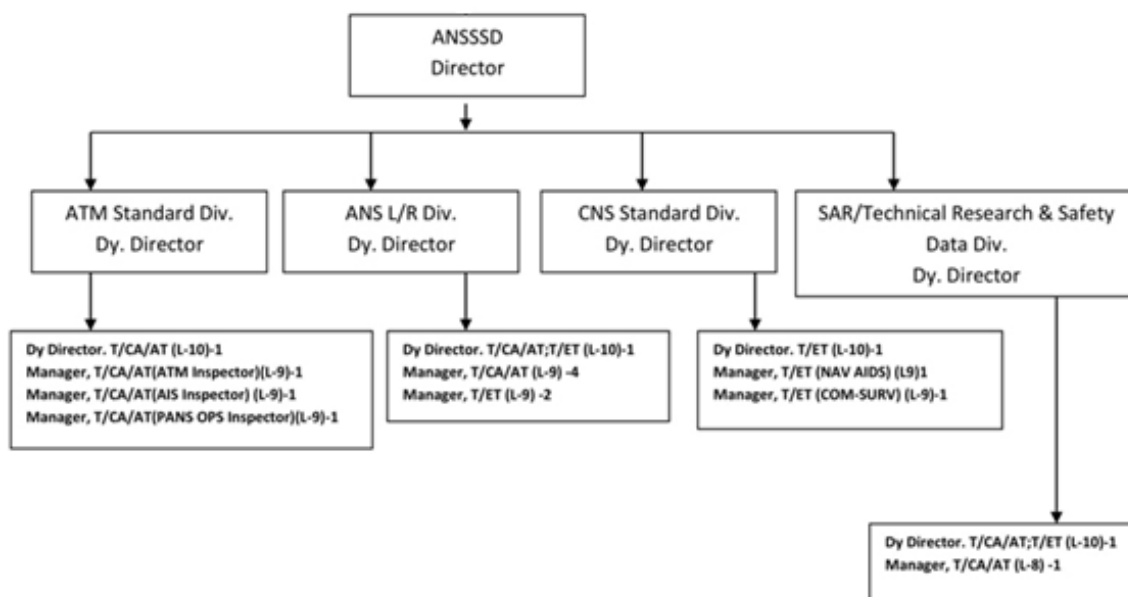 ANSSSD
Director
ATM Standard Div.
Dy. Director
ANS L/R Div.
Dy. Director
CNS Standard Div.
Dy. Director
SAR/Technical Research & Safety
Data Div.
Dy. Director
Dy Director. T/CA/AT (L-10)-1
Manager, T/CA/AT(ATM Inspector)(L-9)-1
Manager, T/CA/AT(AIS Inspector) (L-9)-1
Manager, T/CA/AT(PANS OPS Inspector)(L-9)-1
Dy Director. T/CA/AT;T/ET (L-10)-1
Manager, T/CA/AT (L-9) -4
Manager, T/ET (L-9) -2
Dy Director. T/ET (L-10)-1
Manager, T/ET (NAV AIDS) (L9)1
Manager, T/ET (COM-SURV) (L-9)-1
Dy Director. T/CA/AT;T/ET (L-10)-1
Manager, T/CA/AT (L-8) -1